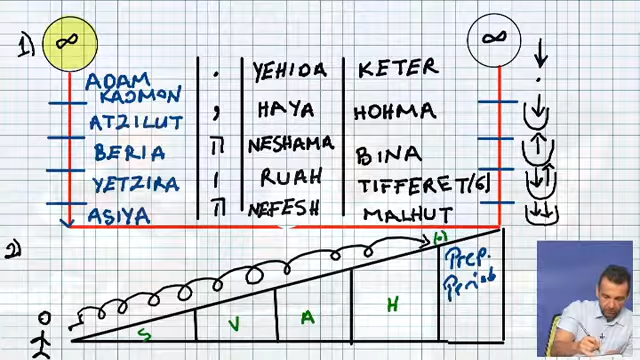 1) ∞ ∞
ADAM KADMON · YEHIDA KETER
ATZILUT , HAYA HOHMA
BERIA ה NESHAMA BINA
YETZIRA ו RUAH TIFFERET/6)
ASIYA ה NEFESH MALHUT
2)
(0)
Prep.
Period
S V A H